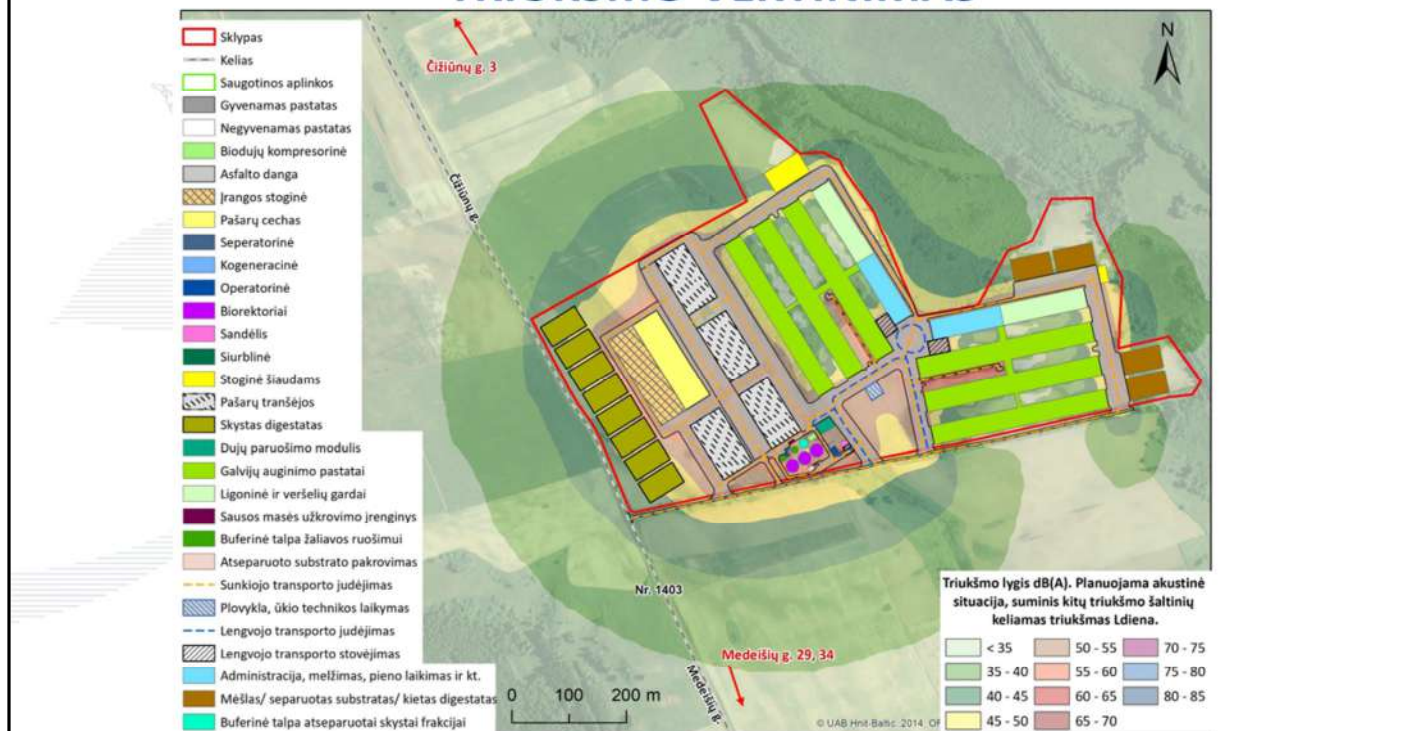 TRIUKŠMO VERTINIMAS
Sklypas
Kelias
Saugotinos aplinkos
Gyvenamas pastatas
Negyvenamas pastatas
Biodujų kompresorinė
Asfalto danga
Įrangos stoginė
Pašarų cechas
Seperatorinė
Kogeneracinė
Operatorinė
Biorektoriai
Sandėlis
Siurblinė
Stoginė šiaudams
Pašarų tranšėjos
Skystas digestatas
Dujų paruošimo modulis
Galvijų auginimo pastatai
Ligoninė ir veršelių gardai
Sausos masės užkrovimo įrenginys
Buferinė talpa žaliavos ruošimui
Atseparuoto substrato pakrovimas
Sunkiojo transporto judėjimas
Plovykla, ūkio technikos laikymas
Lengvojo transporto judėjimas
Lengvojo transporto stovėjimas
Administracija, melžimas, pieno laikimas ir kt.
Mėšlas/ separuotas substratas/ kietas digestatas
Buferinė talpa atseparuotai skystai frakcijai
Čižiūnų g. 3
N
Čižiūnų g.
Nr. 1403
Medeišių g. 29, 34
Medeišių g.
0 100 200 m
© UAB Hnit-Baltic, 2014, OF
Triukšmo lygis dB(A). Planuojama akustinė
situacija, suminis kitų triukšmo šaltinių
keliamas triukšmas Ldiena.
< 35 50 - 55 70 - 75
35 - 40 55 - 60 75 - 80
40 - 45 60 - 65 80 - 85
45 - 50 65 - 70